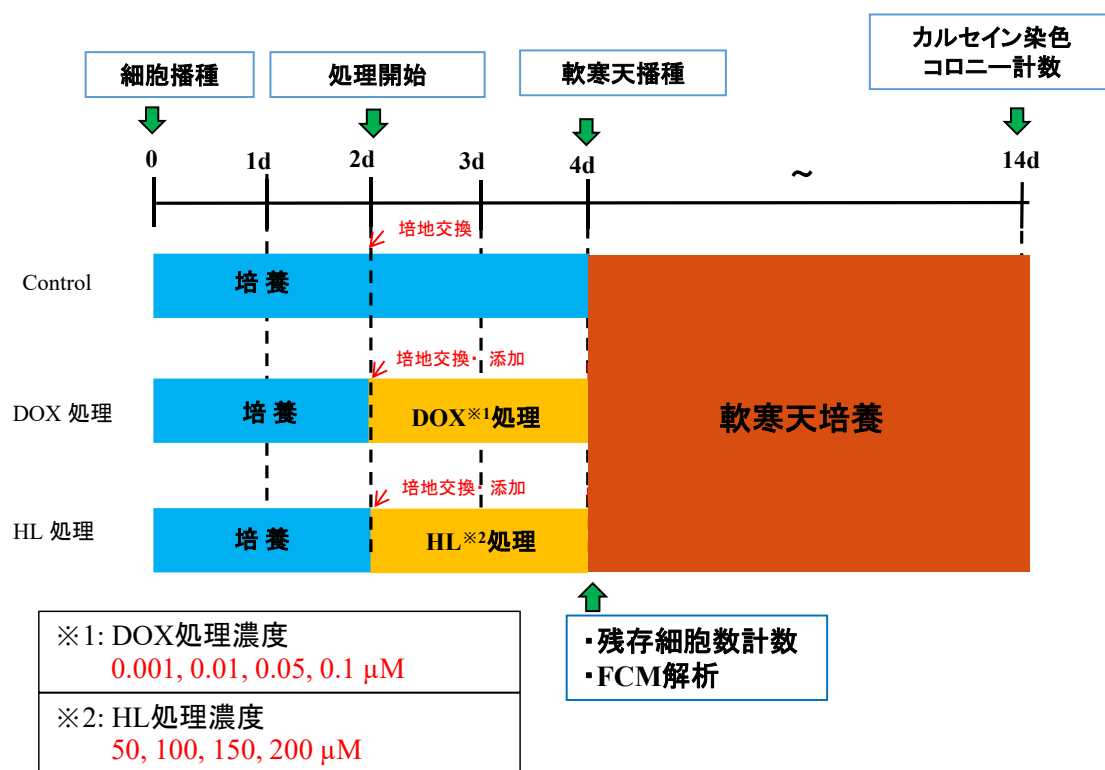 細胞播種
処理開始
軟寒天播種
カルセイン染色
コロニー計数
0
1d
2d
3d
4d
~
14d
培地交換
Control
培 養
培地交換・ 添加
DOX 処理
培 養
DOX※1処理
軟寒天培養
培地交換・ 添加
HL 処理
培 養
HL※2処理
※1: DOX処理濃度
0.001, 0.01, 0.05, 0.1 μM
※2: HL処理濃度
50, 100, 150, 200 μM
・残存細胞数計数
・FCM解析